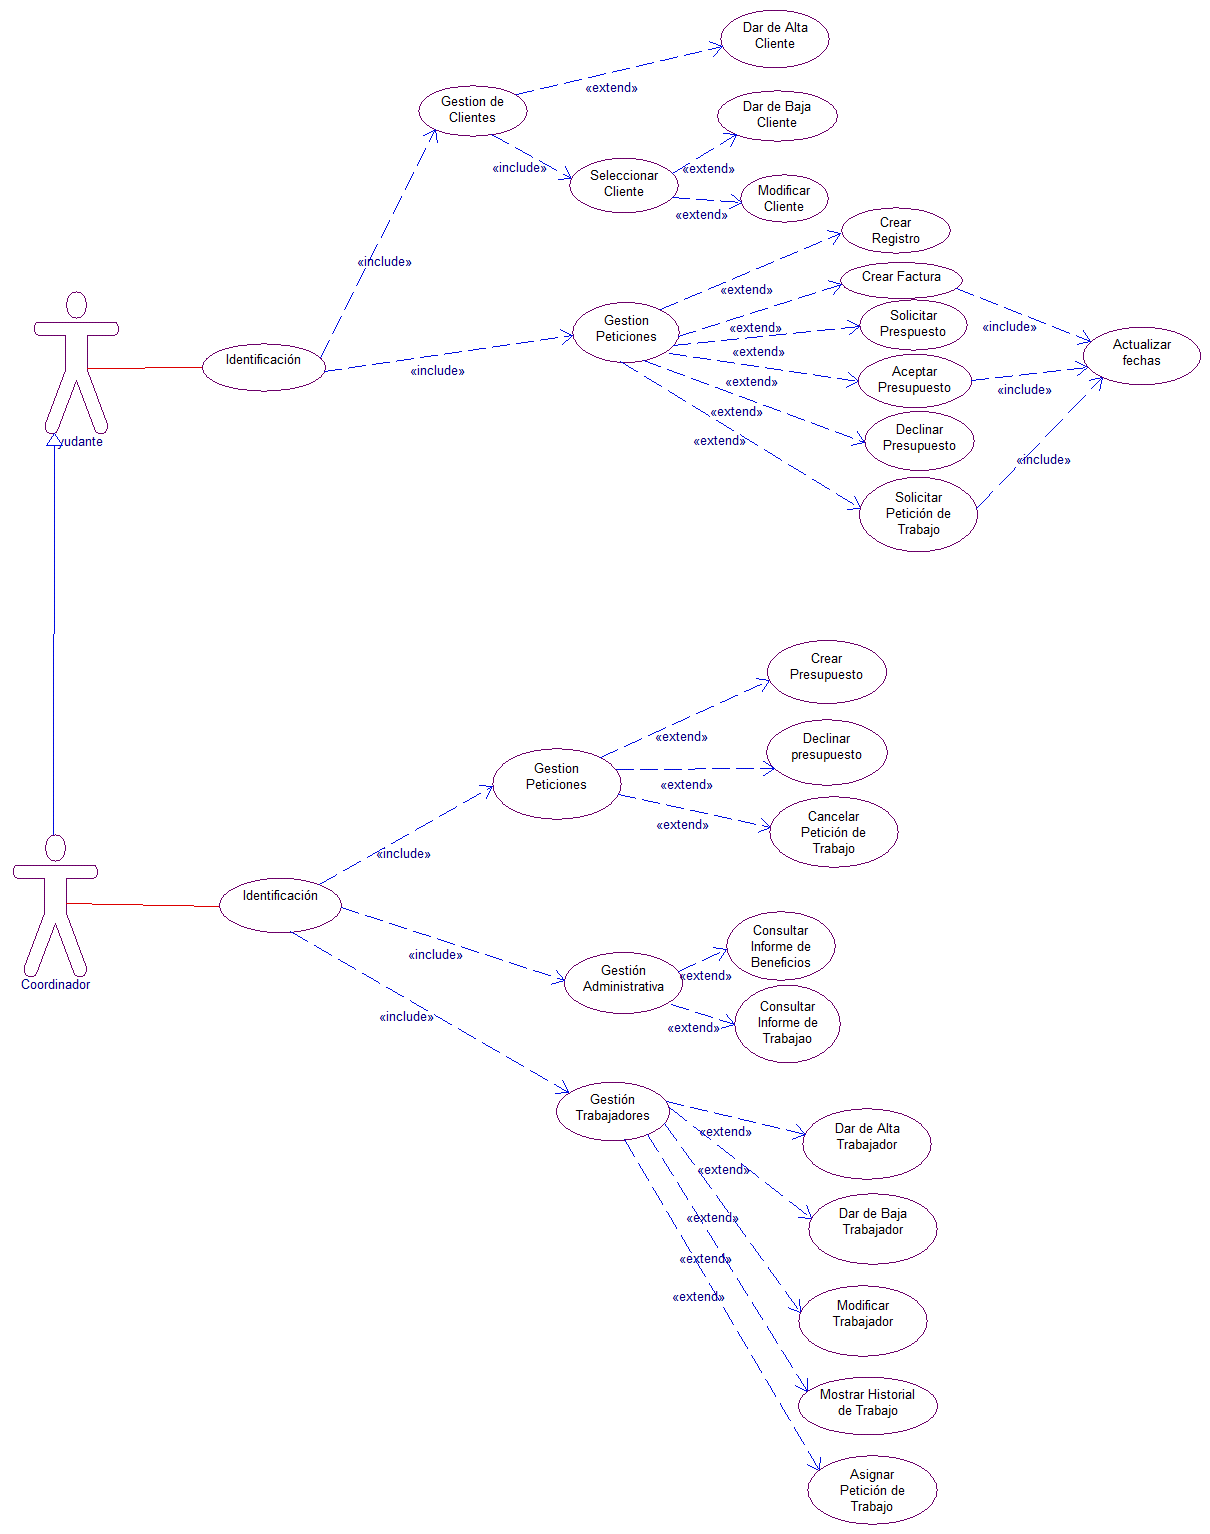 Dar de Alta
Cliente
«extend»
Gestion de
Clientes
Dar de Baja
Cliente
«include»
«extend»
Seleccionar
Cliente
Modificar
Cliente
«extend»
Crear
Registro
«include»
«extend»
Crear Factura
Gestion
Peticiones
«extend»
Solicitar
Prespuesto
«include»
Actualizar
fechas
Identificación
«include»
«extend»
Aceptar
Presupuesto
«extend»
«include»
«extend»
Declinar
Presupuesto
yudante
«extend»
«include»
Solicitar
Petición de
Trabajo
Crear
Presupuesto
«extend»
Declinar
presupuesto
Gestion
Peticiones
«extend»
Cancelar
Petición de
Trabajo
«extend»
«include»
Identificación
Consultar
Informe de
Beneficios
«include»
«extend»
Gestión
Administrativa
Coordinador
Consultar
Informe de
Trabajao
«include»
«extend»
Gestión
Trabajadores
Dar de Alta
Trabajador
«extend»
«extend»
Dar de Baja
Trabajador
«extend»
«extend»
«extend»
Modificar
Trabajador
Mostrar Historial
de Trabajo
Asignar
Petición de
Trabajo